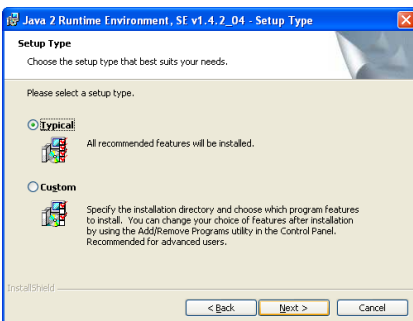 Java 2 Runtime Environment, SE v1.4.2_04 - Setup Type
Setup Type
Choose the setup type that best suits your needs.
Please select a setup type.
Typical
All recommended features will be installed.
Custom
Specify the installation directory and choose which program features
to install. You can change your choice of features after installation
by using the Add/Remove Programs utility in the Control Panel.
Recommended for advanced users.
InstallShield
< Back Next > Cancel